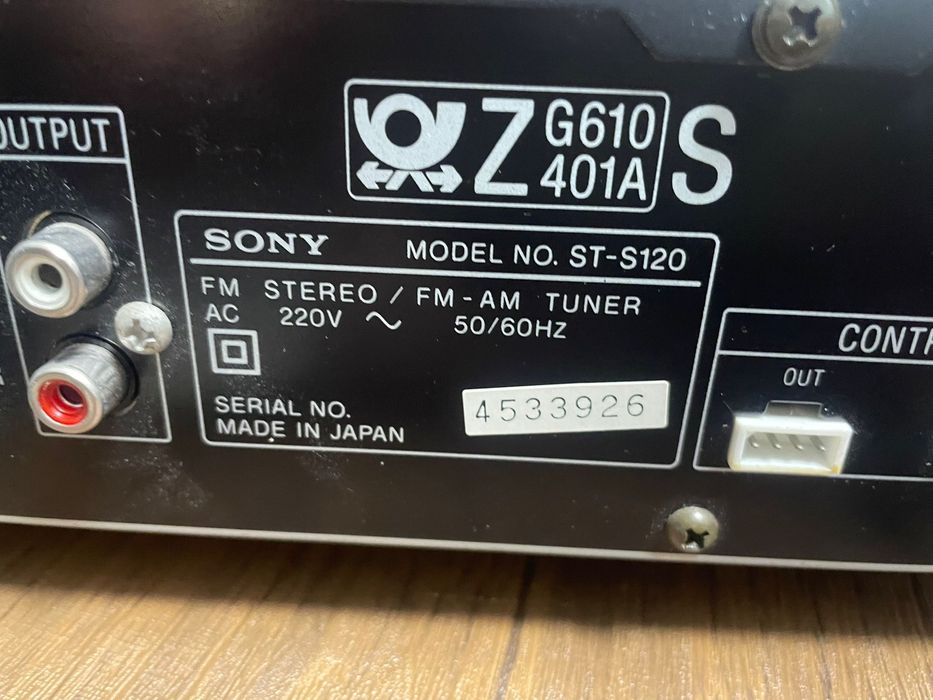 OUTPUT
Z G610 S
401A
SONY MODEL NO. ST-S120
FM STEREO / FM-AM TUNER
AC 220V ~ 50/60HZ
SERIAL NO. 4533926
MADE IN JAPAN
OUT